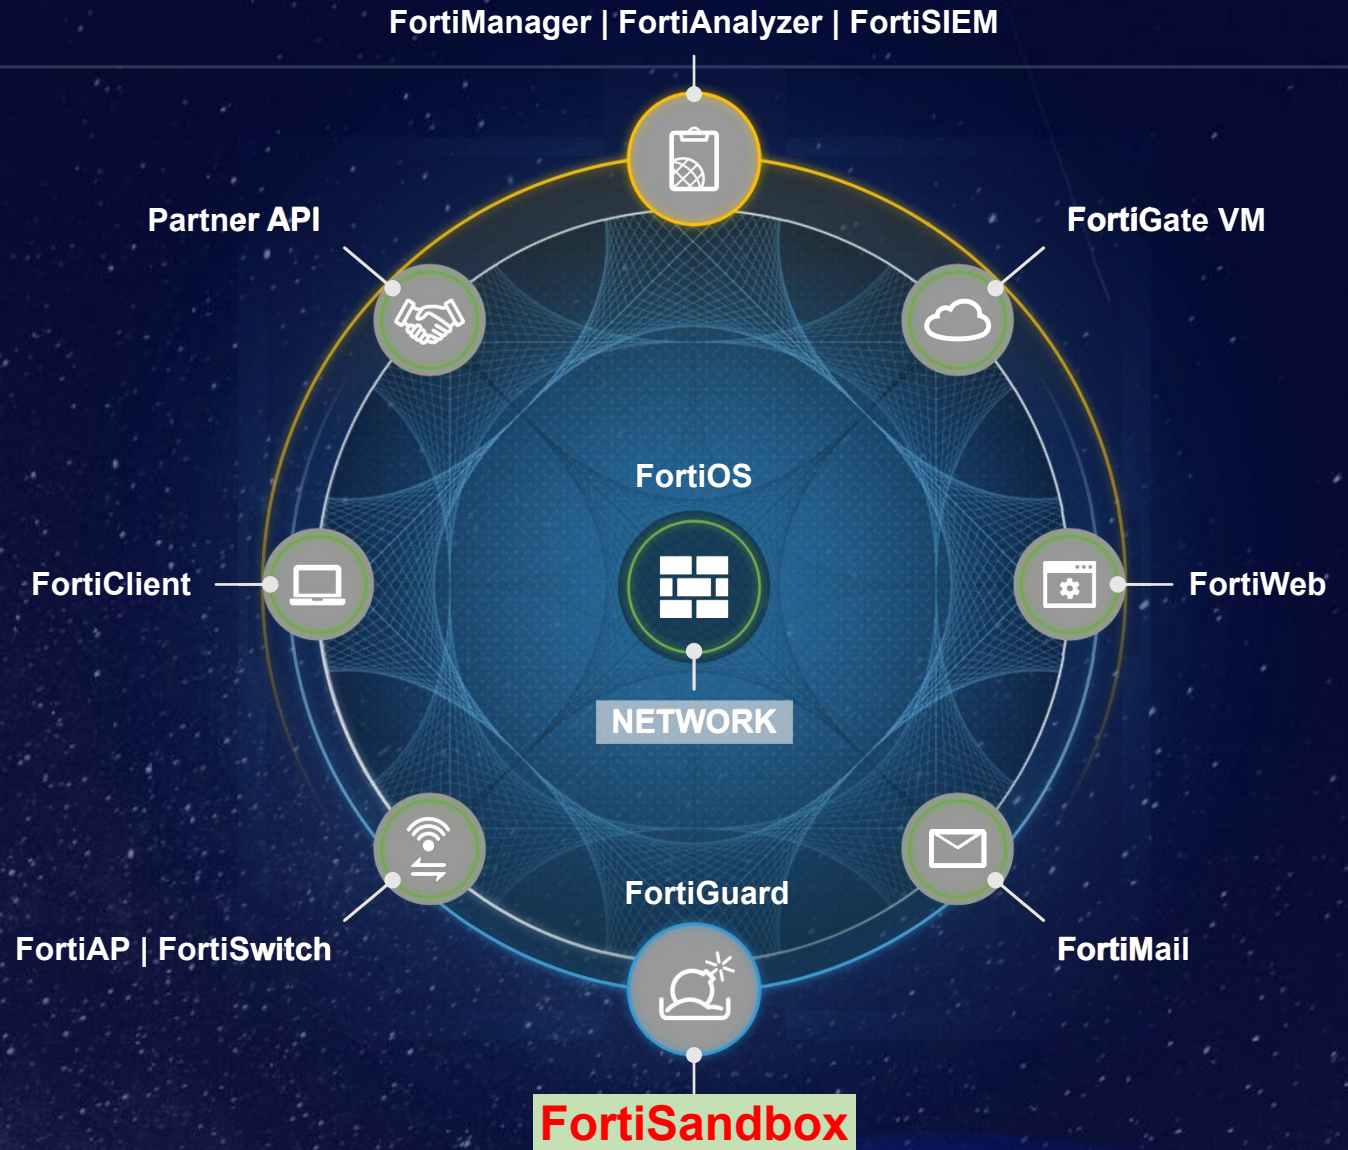 FortiManager | FortiAnalyzer | FortiSIEM
Partner API
FortiGate VM
FortiOS
FortiClient
FortiWeb
NETWORK
FortiGuard
FortiAP | FortiSwitch
FortiMail
FortiSandbox